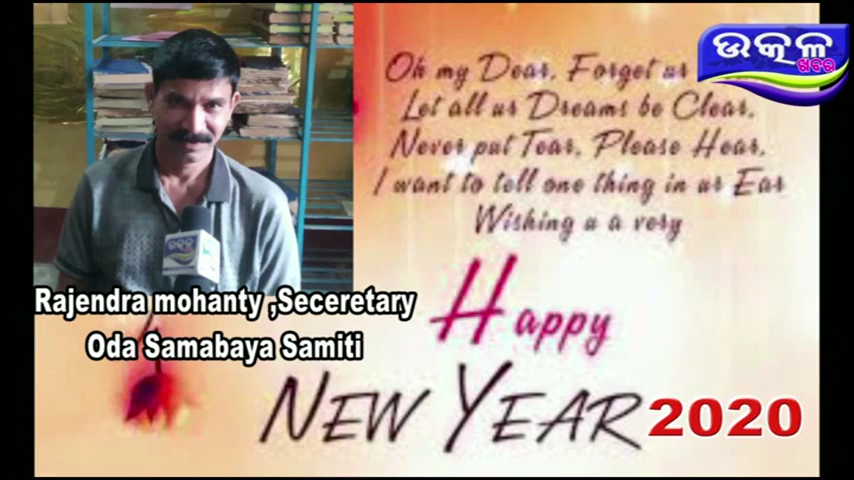 ଉତ୍କଳ
ଖବର
Oh my Dear, Forget ur
Let all ur Dreams be Clear,
Never put Tear, Please Hear,
I want to tell one thing in ur Ear
Wishing u a very
Happy
NEW YEAR 2020
Rajendra mohanty ,Seceretary
Oda Samabaya Samiti
ଉତ୍କଳ